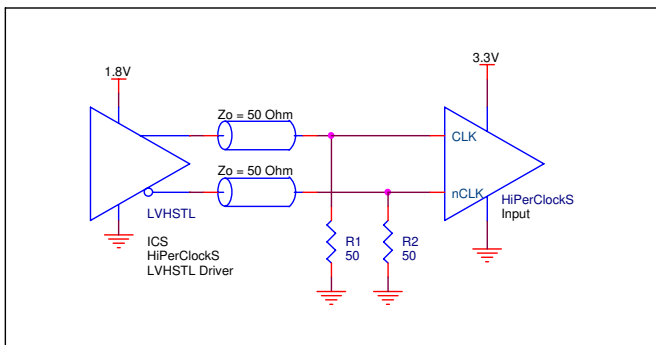 1.8V
3.3V
Zo = 50 Ohm
CLK
Zo = 50 Ohm
nCLK
LVHSTL
HiPerClockS
Input
ICS
HiPerClockS
LVHSTL Driver
R1
50
R2
50